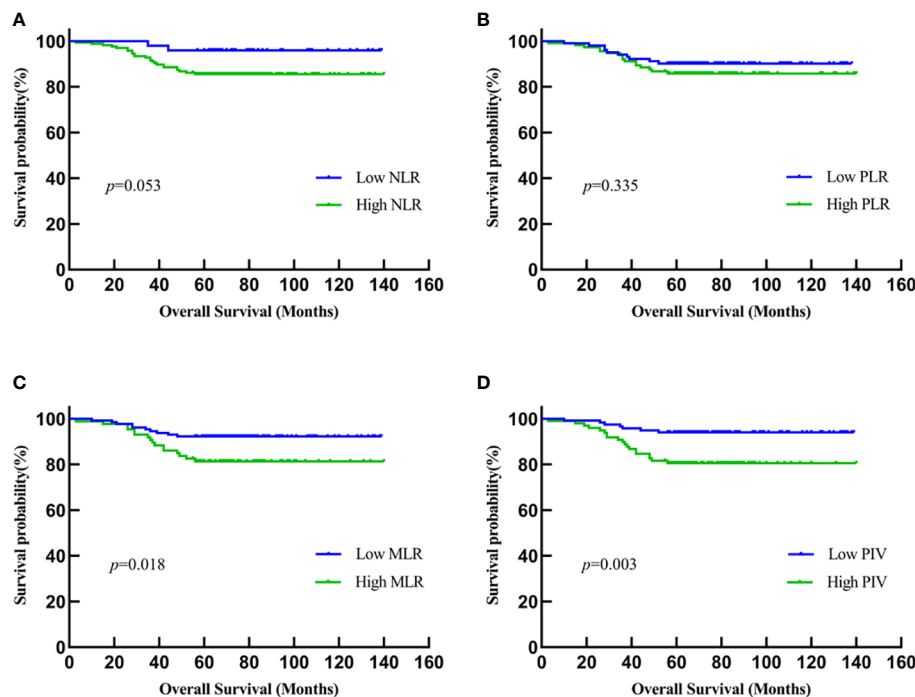 A
Survival probability(%)
100
80
60
40
20
0
p=0.053
Low NLR
High NLR
0 20 40 60 80 100 120 140 160
Overall Survival (Months)
B
Survival probability(%)
100
80
60
40
20
0
p=0.335
Low PLR
High PLR
0 20 40 60 80 100 120 140 160
Overall Survival (Months)
C
Survival probability(%)
100
80
60
40
20
0
p=0.018
Low MLR
High MLR
0 20 40 60 80 100 120 140 160
Overall Survival (Months)
D
Survival probability(%)
100
80
60
40
20
0
p=0.003
Low PIV
High PIV
0 20 40 60 80 100 120 140 160
Overall Survival (Months)